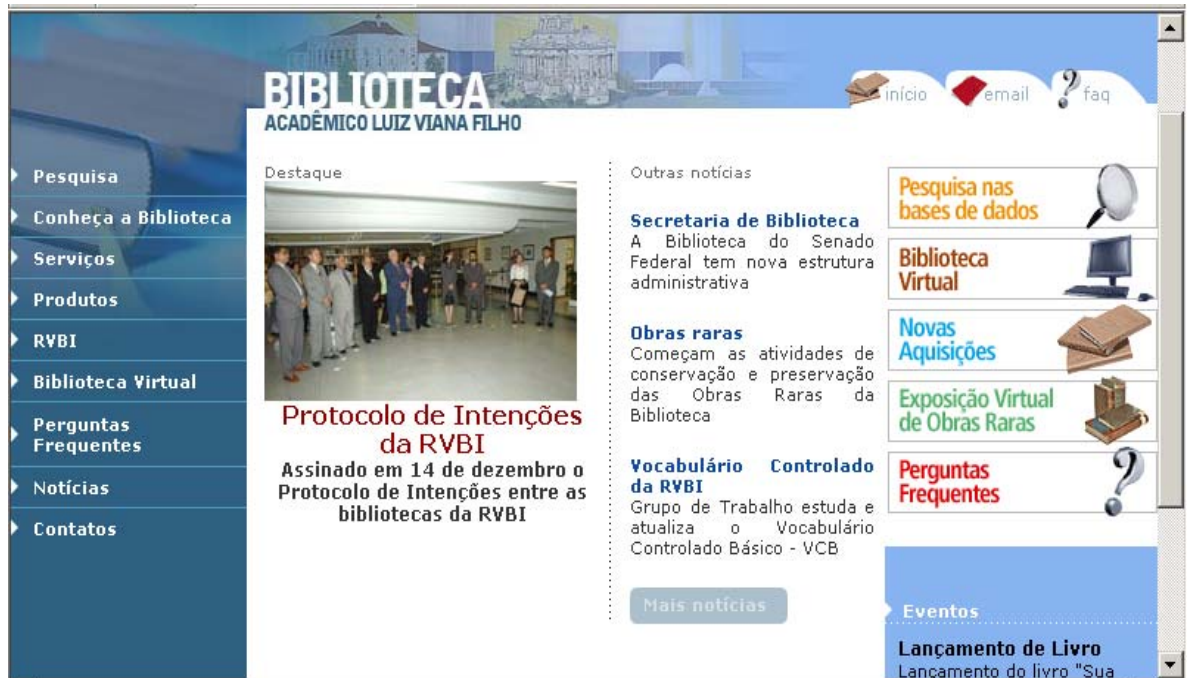 BIBLIOTECA
ACADÊMICO LUIZ VIANA FILHO
início
email
faq
Pesquisa
Conheça a Biblioteca
Serviços
Produtos
RVBI
Biblioteca Virtual
Perguntas
Frequentes
Notícias
Contatos
Destaque
Protocolo de Intenções
da RVBI
Assinado em 14 de dezembro o
Protocolo de Intenções entre as
bibliotecas da RVBI
Outras notícias
Secretaria de Biblioteca
A Biblioteca do Senado
Federal tem nova estrutura
administrativa
Obras raras
Começam as atividades de
conservação e preservação
das Obras Raras da
Biblioteca
Vocabulário Controlado
da RVBI
Grupo de Trabalho estuda e
atualiza o Vocabulário
Controlado Básico - VCB
Mais notícias
Pesquisa nas
bases de dados
Biblioteca
Virtual
Novas
Aquisições
Exposição Virtual
de Obras Raras
Perguntas
Frequentes
Eventos
Lançamento de Livro
Lançamento do livro "Sua